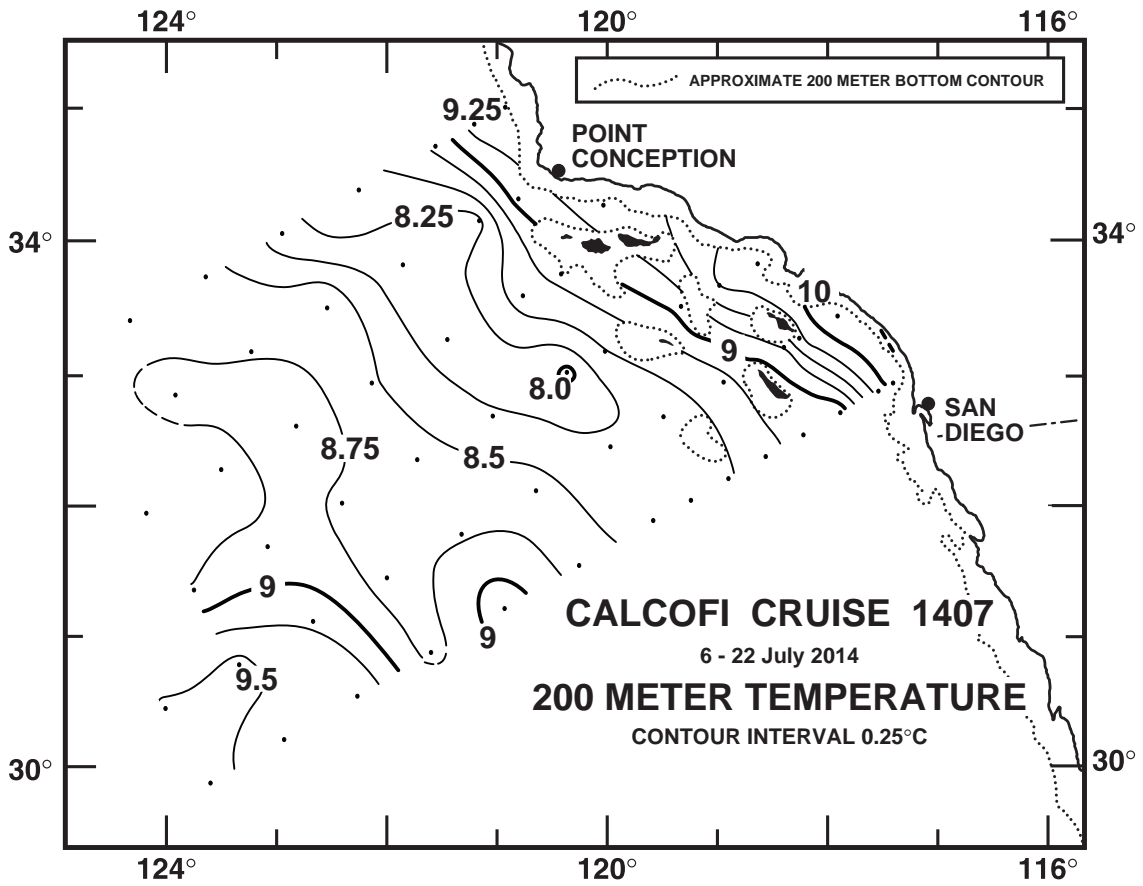 124° 120° 116°
APPROXIMATE 200 METER BOTTOM CONTOUR
9.25
POINT
CONCEPTION
8.25
34° 34°
10
9
8.0
SAN
DIEGO
8.75 8.5
9
CALCOFI CRUISE 1407
9
6 - 22 July 2014
9.5
200 METER TEMPERATURE
CONTOUR INTERVAL 0.25°C
30° 30°
124° 120° 116°